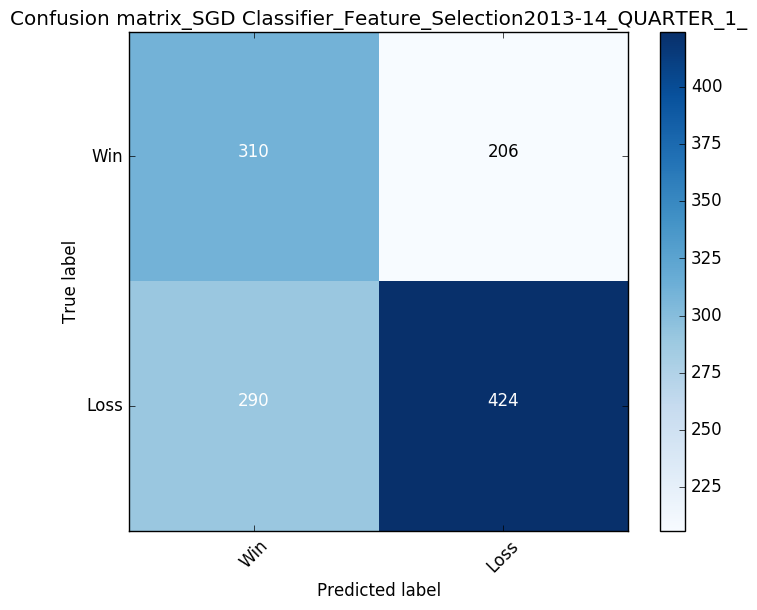 Confusion matrix_SGD Classifier_Feature_Selection2013-14_QUARTER_1_
Win
310
206
Loss
290
424
Win
Loss
True label
Predicted label
400
375
350
325
300
275
250
225